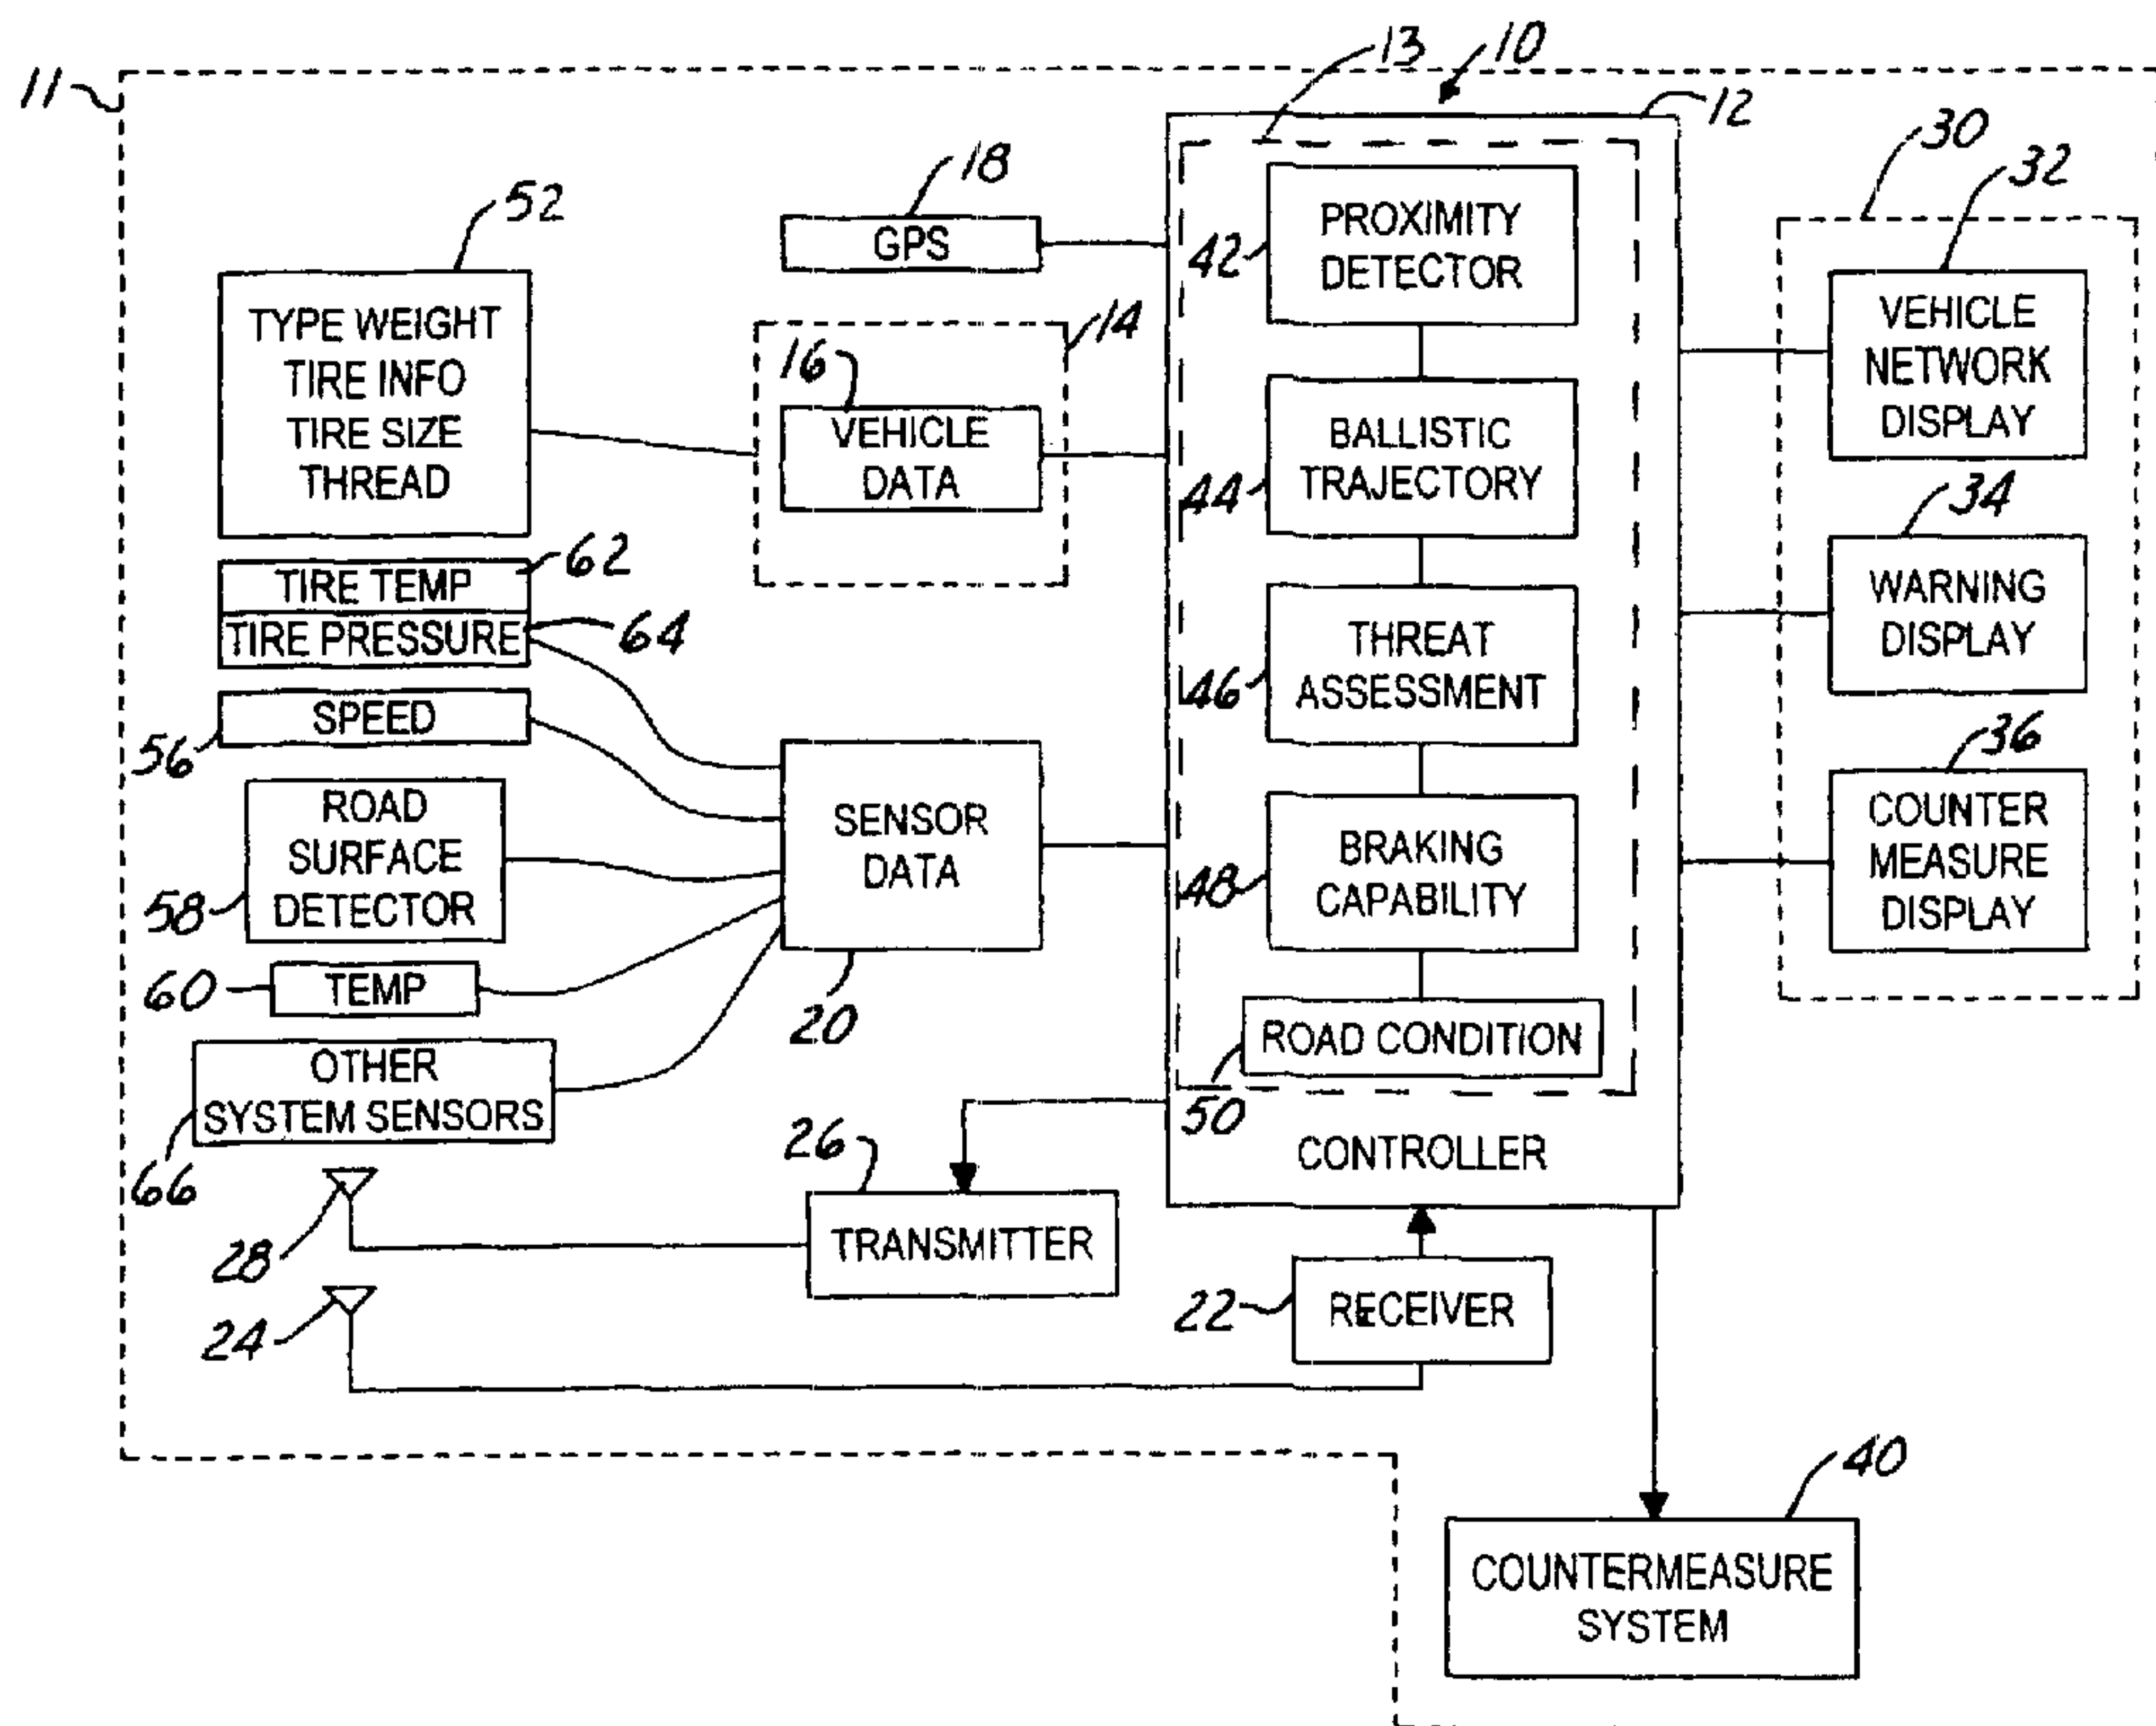 11
13
10
12
30
32
18
52
GPS
42
PROXIMITY
DETECTOR
VEHICLE
NETWORK
DISPLAY
TYPE WEIGHT
TIRE INFO
TIRE SIZE
THREAD
14
16
VEHICLE
DATA
44
BALLISTIC
TRAJECTORY
34
WARNING
DISPLAY
TIRE TEMP
62
TIRE PRESSURE
64
46
THREAT
ASSESSMENT
56
SPEED
36
COUNTER
MEASURE
DISPLAY
58
ROAD
SURFACE
DETECTOR
SENSOR
DATA
20
48
BRAKING
CAPABILITY
60
TEMP
50
ROAD CONDITION
66
OTHER
SYSTEM SENSORS
CONTROLLER
26
TRANSMITTER
28
24
22
RECEIVER
40
COUNTERMEASURE
SYSTEM